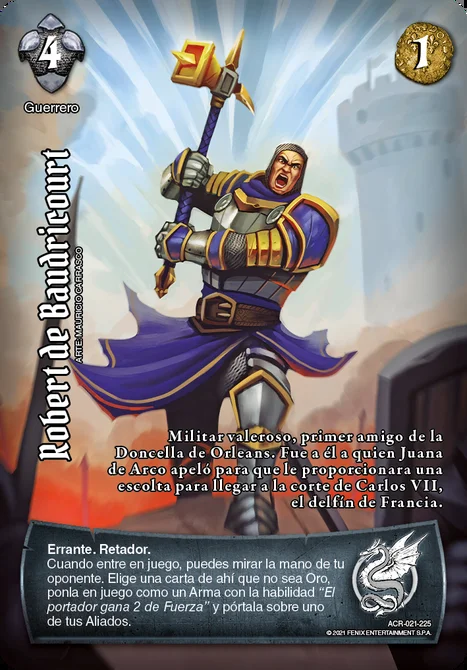 4
1
Guerrero
Robert de Baudricourt
ARTE: MAURICIO CARRASCO
Militar valeroso, primer amigo de la
Doncella de Orleans. Fue a él a quien Juana
de Arco apeló para que le proporcionara una
escolta para llegar a la corte de Carlos VII,
el delfín de Francia.
Errante. Retador.
Cuando entre en juego, puedes mirar la mano de tu
oponente. Elige una carta de ahí que no sea Oro,
ponla en juego como un Arma con la habilidad “El
portador gana 2 de Fuerza” y pórtala sobre uno
de tus Aliados.
ACR-021-225
© 2021 FENIX ENTERTAINMENT S.P.A.